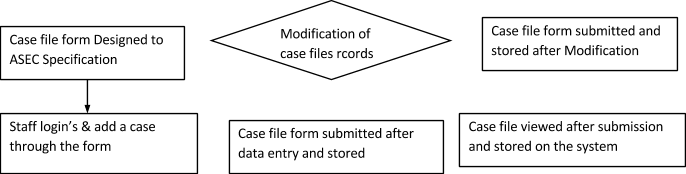 Case file form Designed to
ASEC Specification
Modification of
case files rcords
Case file form submitted and
stored after Modification
Staff login's & add a case
through the form
Case file form submitted after
data entry and stored
Case file viewed after submission
and stored on the system